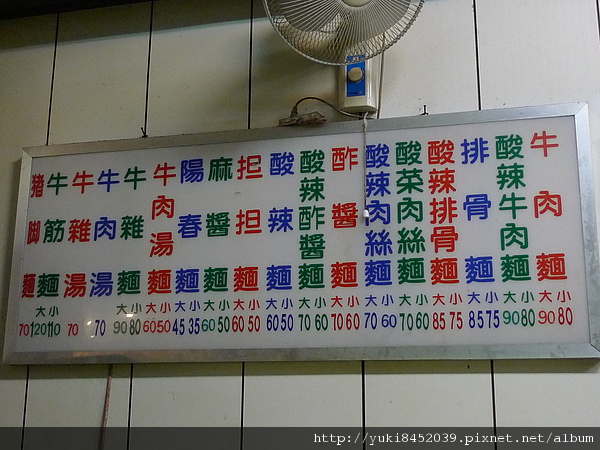 牛肉麵 大90 小80
酸辣牛肉麵 大90 小80
排骨麵 大85 小75
酸辣排骨麵 大85 小75
酸菜肉絲麵 大70 小60
酸辣肉絲麵 大70 小60
酢醬麵 大70 小60
酸辣酢醬麵 大70 小60
酸辣麵 大60 小50
担担麵 大60 小50
麻醬麵 大60 小50
陽春麵 大45 小35
牛肉湯麵 大60 小50
牛雜麵 大90 小80
牛肉湯 70
牛雜湯 70
牛筋麵 大120 小110
猪脚麵 70
http://yuki8452039.pixnet.net/album